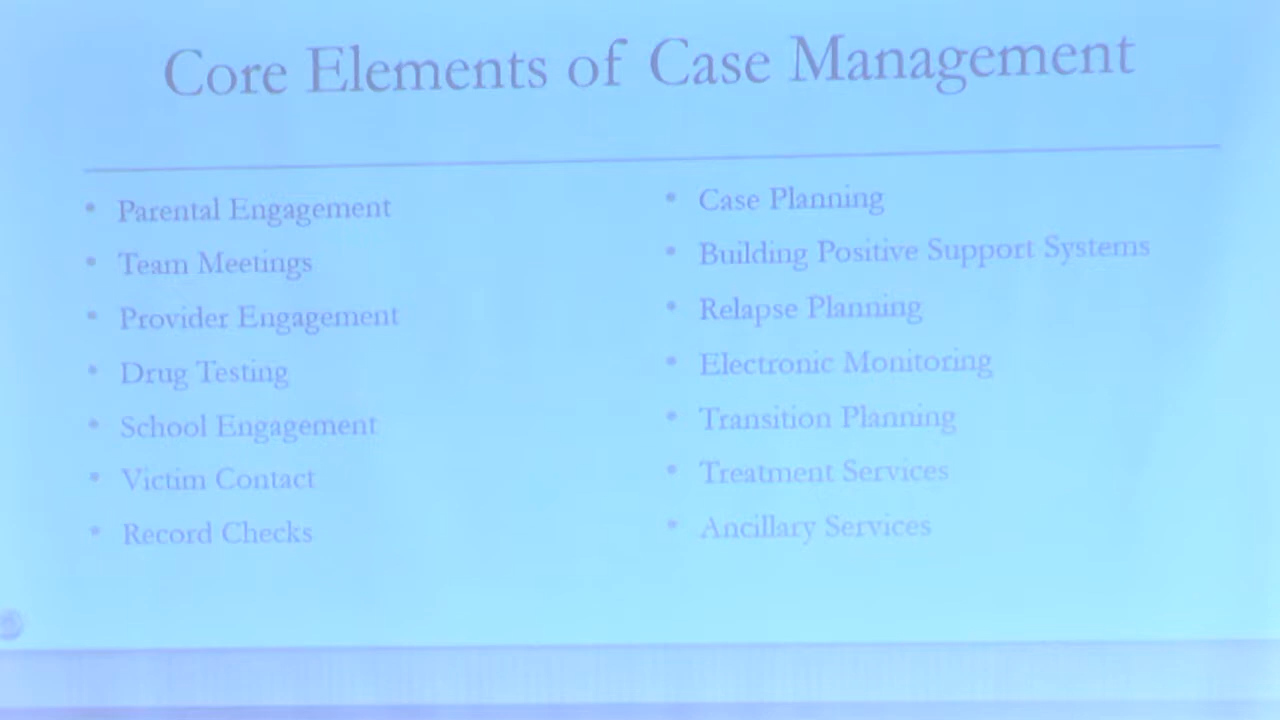 Core Elements of Case Management
• Parental Engagement
• Team Meetings
• Provider Engagement
• Drug Testing
• School Engagement
• Victim Contact
• Record Checks
• Case Planning
• Building Positive Support Systems
• Relapse Planning
• Electronic Monitoring
• Transition Planning
• Treatment Services
• Ancillary Services